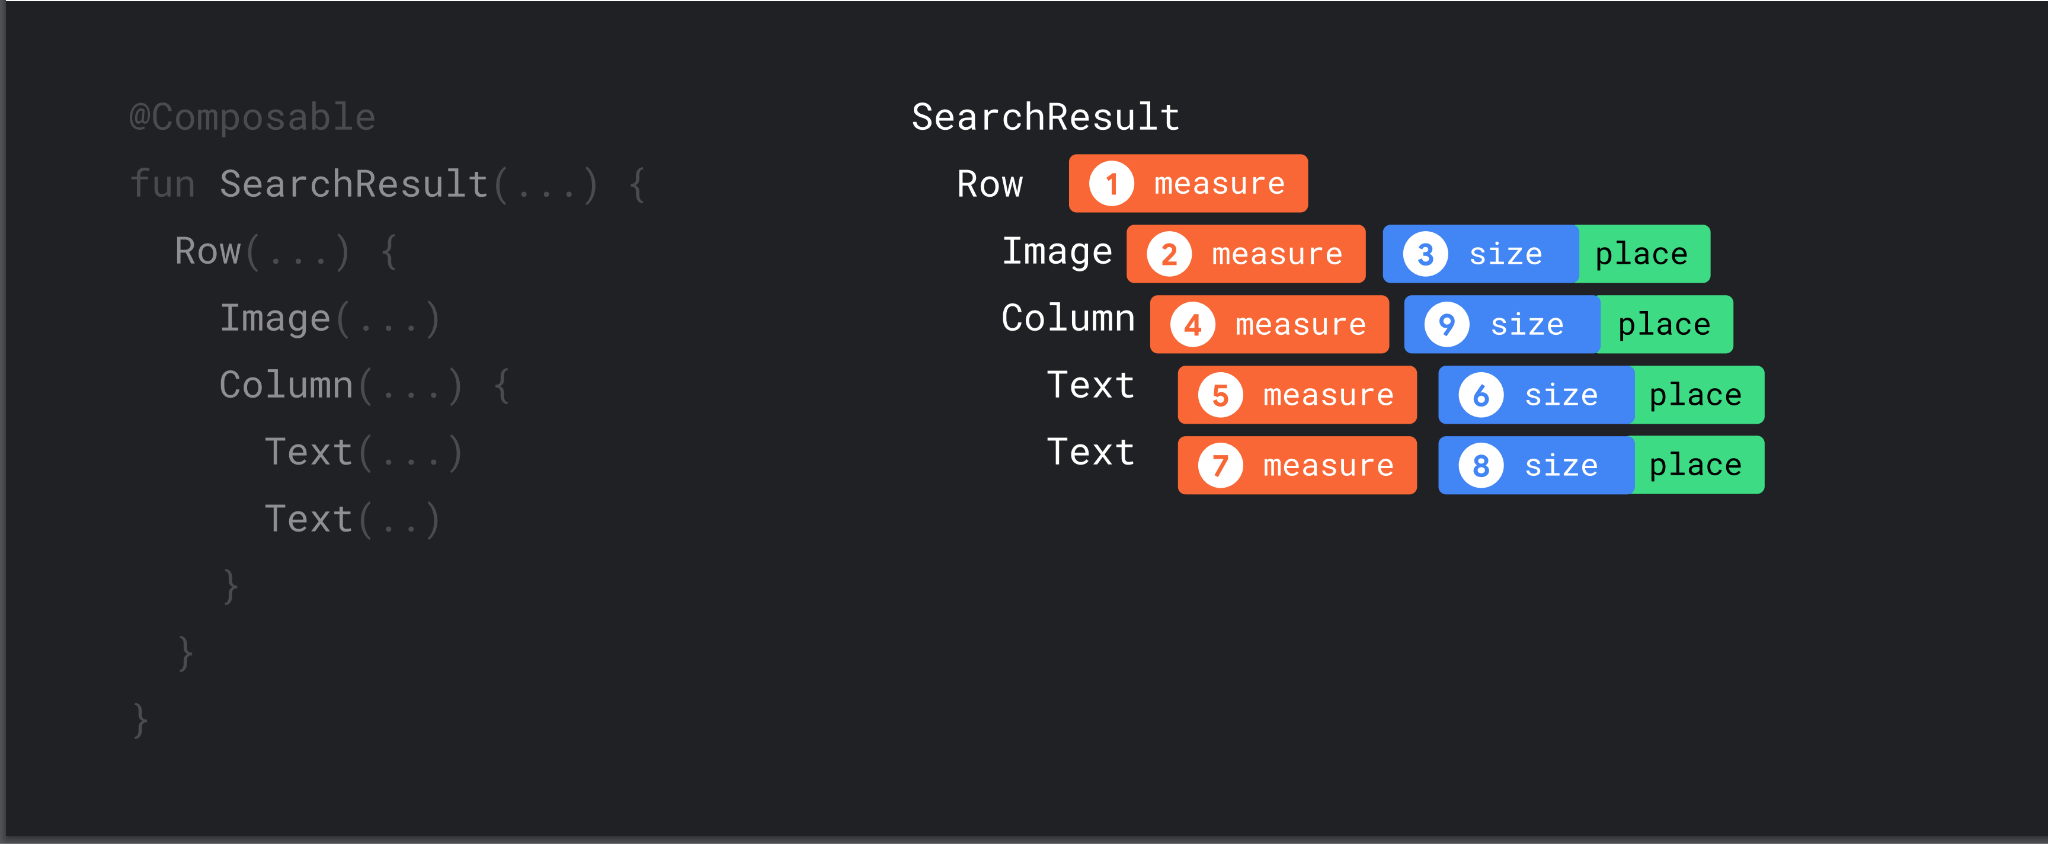 @Composable
fun SearchResult(...) {
Row(...) {
Image(...)
Column(...) {
Text(...)
Text(..)
}
}
}
SearchResult
Row 1 measure
Image 2 measure 3 size place
Column 4 measure 9 size place
Text 5 measure 6 size place
Text 7 measure 8 size place